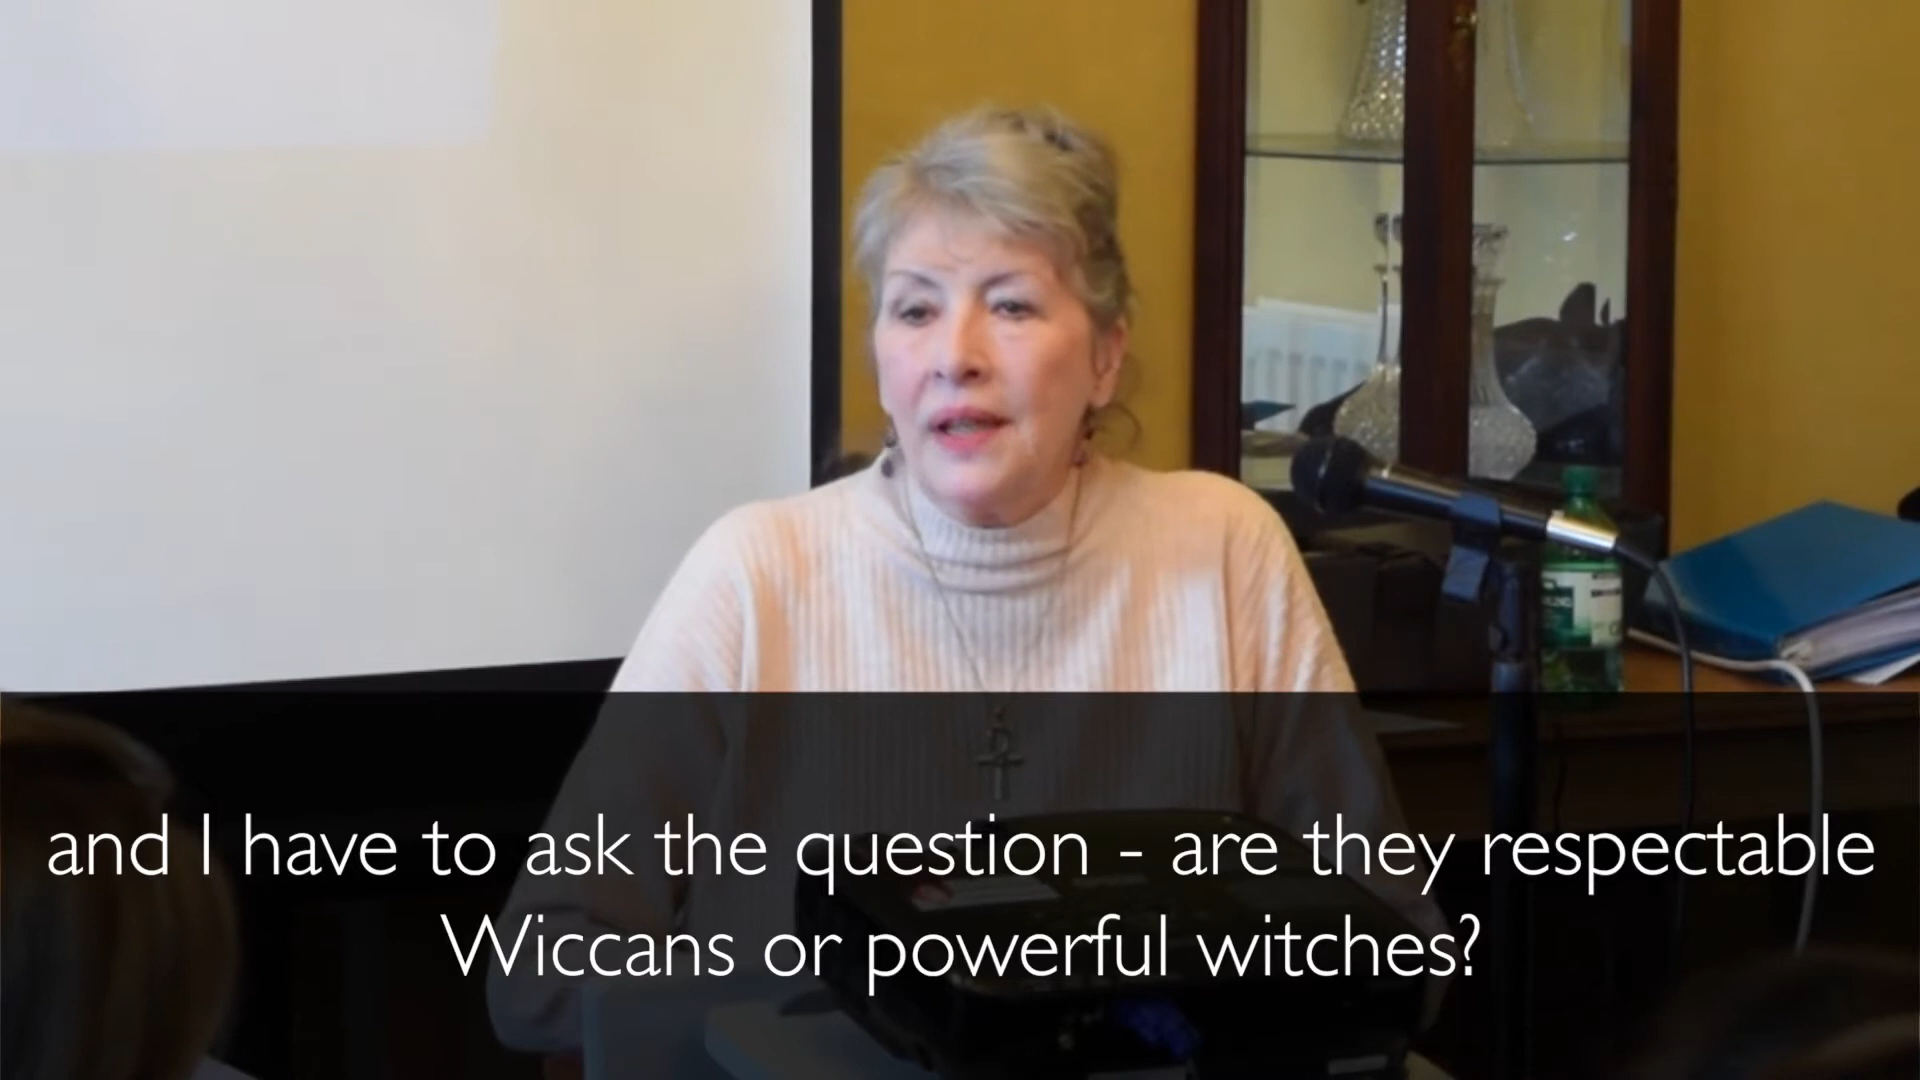 and I have to ask the question - are they respectable
Wiccans or powerful witches?